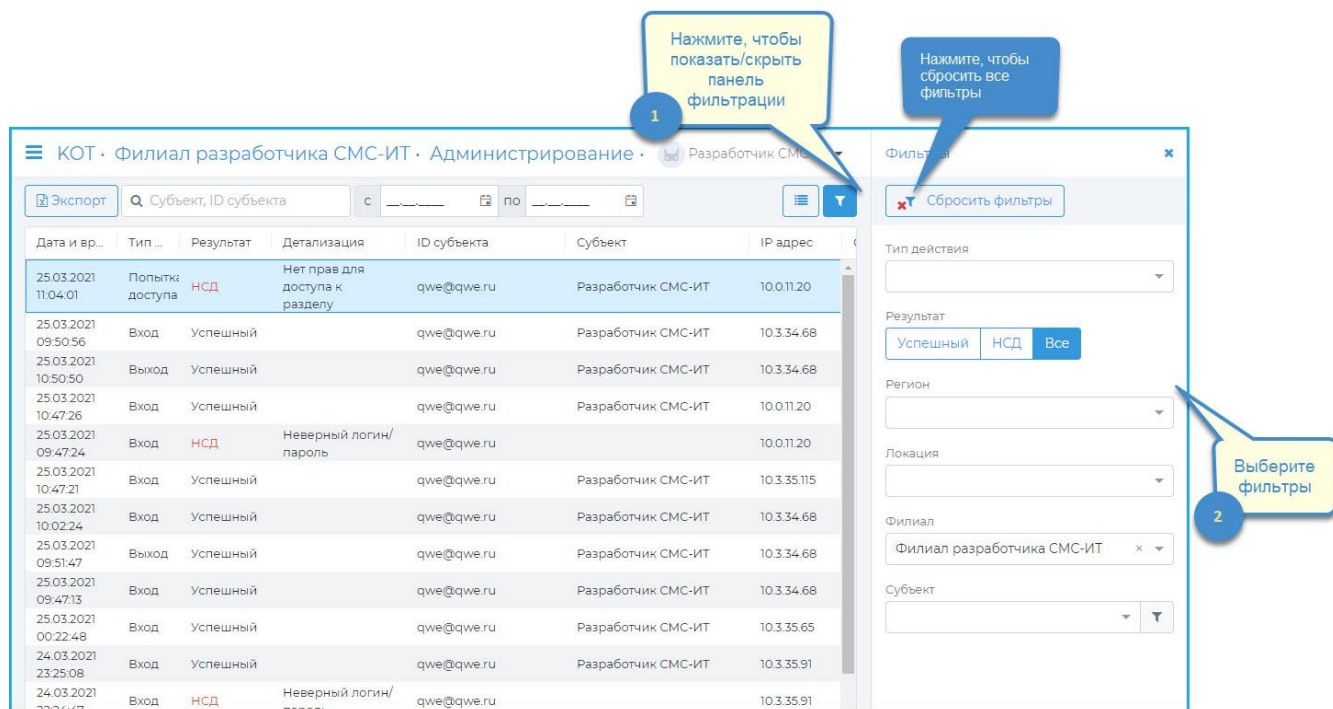 Нажмите, чтобы
показать/скрыть
панель
фильтрации
1
Нажмите, чтобы
сбросить все
фильтры
КОТ · Филиал разработчика СМС-ИТ · Администрирование · Разработчик
Фильтры
Экспорт Субъект, ID субъекта с __.__.____ по __.__.____
Сбросить фильтры
Дата и вр... Тип ... Результат Детализация ID субъекта Субъект IP адрес
25.03.2021
11:04:01
Попытка
доступа
НСД
Нет прав для
доступа к
разделу
qwe@qwe.ru Разработчик СМС-ИТ 10.0.11.20
25.03.2021
09:50:56
Вход Успешный qwe@qwe.ru Разработчик СМС-ИТ 10.3.34.68
25.03.2021
10:50:50
Выход Успешный qwe@qwe.ru Разработчик СМС-ИТ 10.3.34.68
25.03.2021
10:47:26
Вход Успешный qwe@qwe.ru Разработчик СМС-ИТ 10.0.11.20
25.03.2021
09:47:24
Вход НСД
Неверный логин/
пароль
qwe@qwe.ru 10.0.11.20
25.03.2021
10:47:21
Вход Успешный qwe@qwe.ru Разработчик СМС-ИТ 10.3.35.115
25.03.2021
10:02:24
Вход Успешный qwe@qwe.ru Разработчик СМС-ИТ 10.3.34.68
25.03.2021
09:51:47
Выход Успешный qwe@qwe.ru Разработчик СМС-ИТ 10.3.34.68
25.03.2021
09:47:13
Вход Успешный qwe@qwe.ru Разработчик СМС-ИТ 10.3.34.68
25.03.2021
00:22:48
Вход Успешный qwe@qwe.ru Разработчик СМС-ИТ 10.3.35.65
24.03.2021
23:25:08
Вход Успешный qwe@qwe.ru Разработчик СМС-ИТ 10.3.35.91
24.03.2021
Вход НСД
Неверный логин/
qwe@qwe.ru 10.3.35.91
Тип действия
Результат
Успешный НСД Все
Регион
Локация
Филиал
Филиал разработчика СМС-ИТ
Субъект
Выберите
фильтры
2